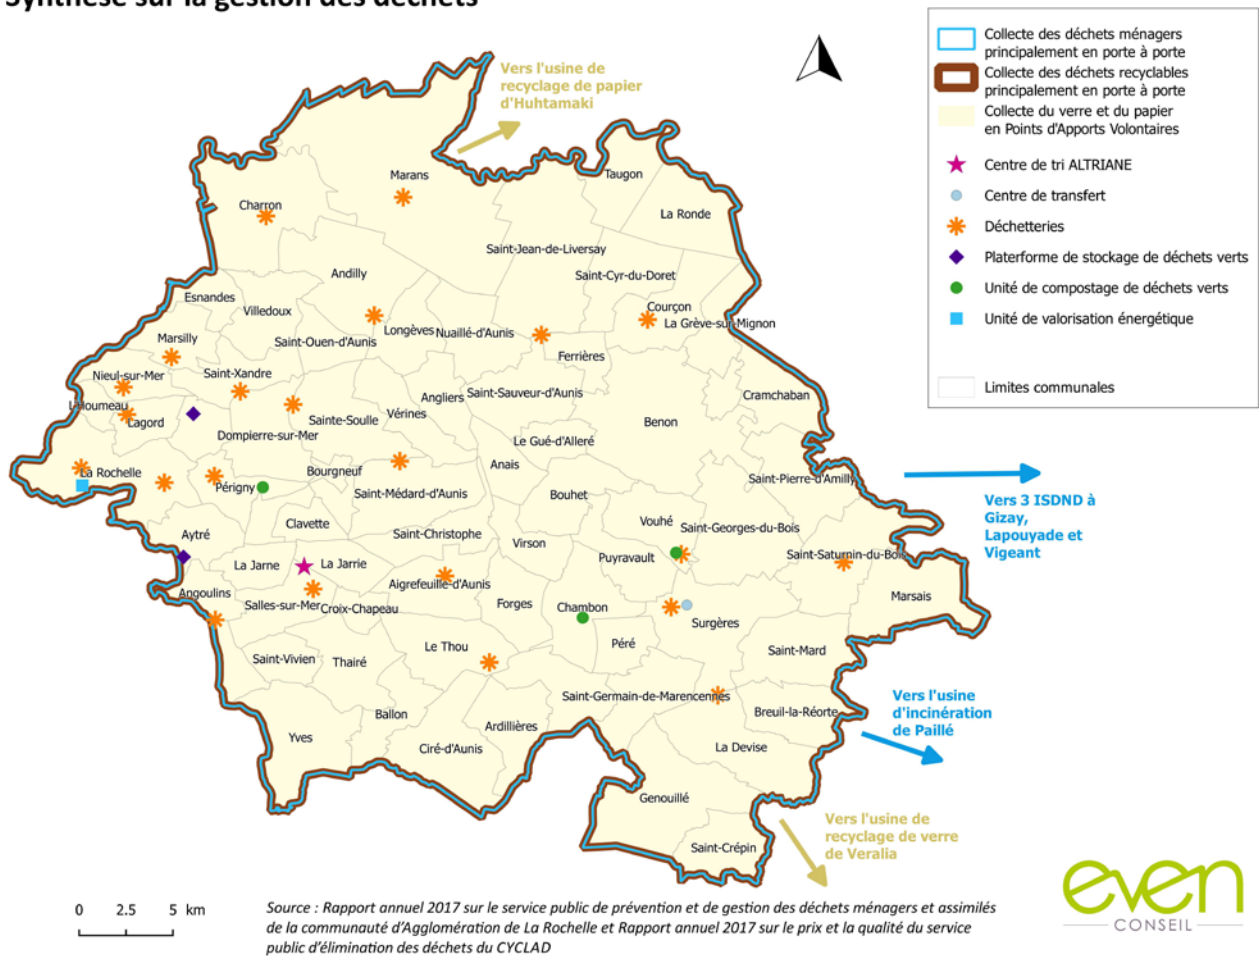 Synthèse sur la gestion des déchets
Collecte des déchets ménagers
principalement en porte à porte
Collecte des déchets recyclables
principalement en porte à porte
Collecte du verre et du papier
en Points d'Apports Volontaires
Centre de tri ALTRIANE
Centre de transfert
Déchetteries
Plateforme de stockage de déchets verts
Unité de compostage de déchets verts
Unité de valorisation énergétique
Limites communales
Vers l'usine de
recyclage de papier
d'Huhtamaki
Marans
Taugon
Charron
La Ronde
Saint-Jean-de-Liversay
Andilly
Saint-Cyr-du-Doret
Esnandes
Villedoux
Courçon
La Grève-sur-Mignon
Longèves
Nuaillé-d'Aunis
Marsilly
Saint-Ouen-d'Aunis
Ferrières
Nieul-sur-Mer
Saint-Xandre
Angliers
Saint-Sauveur-d'Aunis
Cramchaban
L'Houmeau
Lagord
Sainte-Soulle
Vérines
Benon
Dompierre-sur-Mer
Le Gué-d'Alleré
La Rochelle
Bourgneuf
Anais
Saint-Pierre-d'Amilly
Périgny
Saint-Médard-d'Aunis
Bouhet
Vers 3 ISDND à
Gizay,
Lapouyade et
Vigeant
Clavette
Vouhé
Saint-Georges-du-Bois
Aytré
Saint-Christophe
Virson
Puyravault
Saint-Saturnin-du-Bois
La Jarne
La Jarrie
Aigrefeuille-d'Aunis
Angoulins
Salles-sur-Mer
Croix-Chapeau
Forges
Chambon
Marsais
Surgères
Le Thou
Péré
Saint-Mard
Saint-Vivien
Thairé
Saint-Germain-de-Marencennes
Vers l'usine
d'incinération
de Paillé
Ballon
Ardillières
Breuil-la-Réorte
Yves
Ciré-d'Aunis
La Devise
Genouillé
Saint-Crépin
Vers l'usine de
recyclage de verre
de Veralia
0 2.5 5 km
Source : Rapport annuel 2017 sur le service public de prévention et de gestion des déchets ménagers et assimilés
de la communauté d'Agglomération de La Rochelle et Rapport annuel 2017 sur le prix et la qualité du service
public d'élimination des déchets du CYCLAD
even
CONSEIL